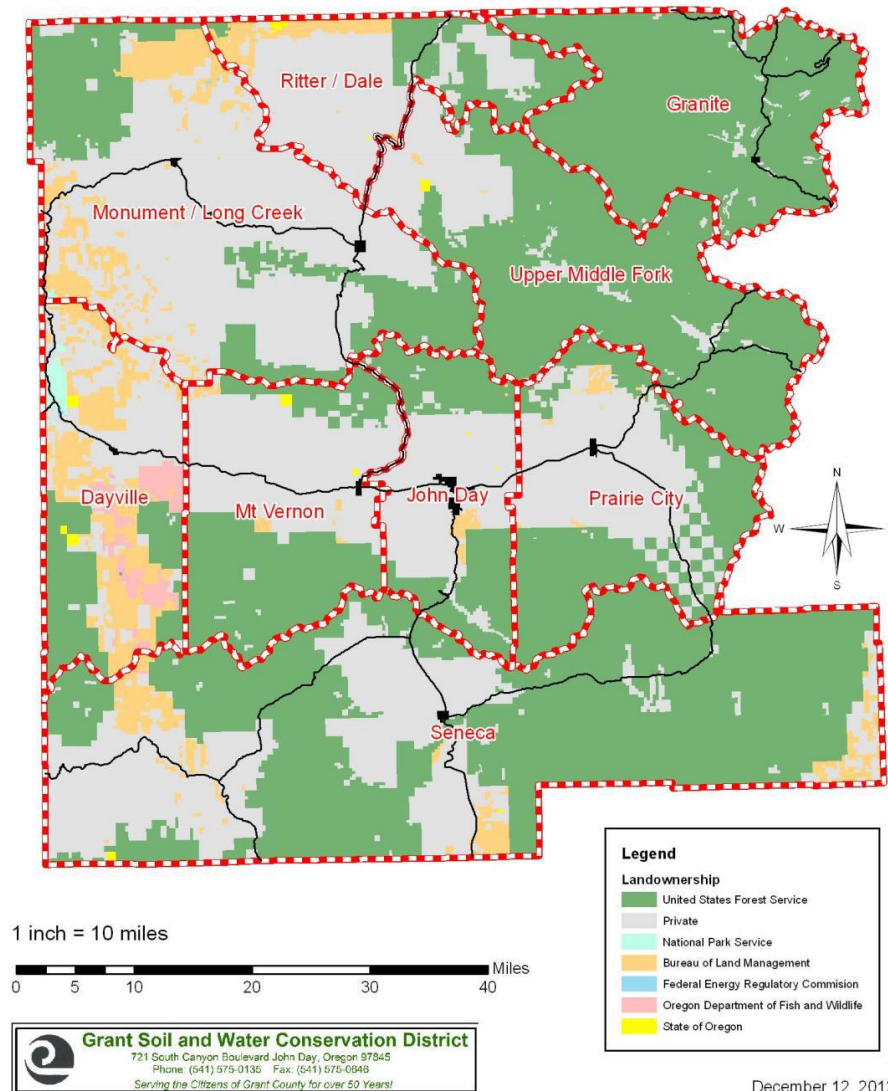 Ritter / Dale
Granite
Monument / Long Creek
Upper Middle Fork
Dayville
Mt Vernon
John Day
Prairie City
N
W
S
Seneca
Legend
Landownership
United States Forest Service
Private
National Park Service
Bureau of Land Management
Federal Energy Regulatory Commision
Oregon Department of Fish and Wildlife
State of Oregon
1 inch = 10 miles
Miles
0 5 10 20 30 40
Grant Soil and Water Conservation District
721 South Canyon Boulevard John Day, Oregon 97845
Phone: (541) 575-0135 Fax: (541) 575-0646
Serving the Citizens of Grant County for over 50 Years!